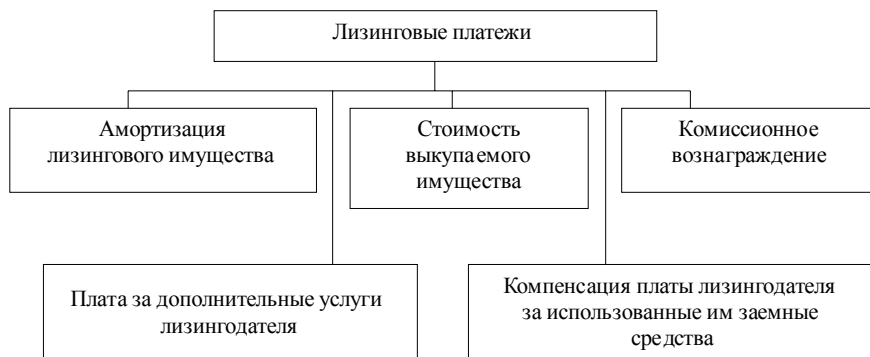 Лизинговые платежи
Амортизация
лизингового имущества
Стоимость
выкупаемого
имущества
Комиссионное
вознаграждение
Плата за дополнительные услуги
лизингодателя
Компенсация платы лизингодателя
за использованные им заемные
средства